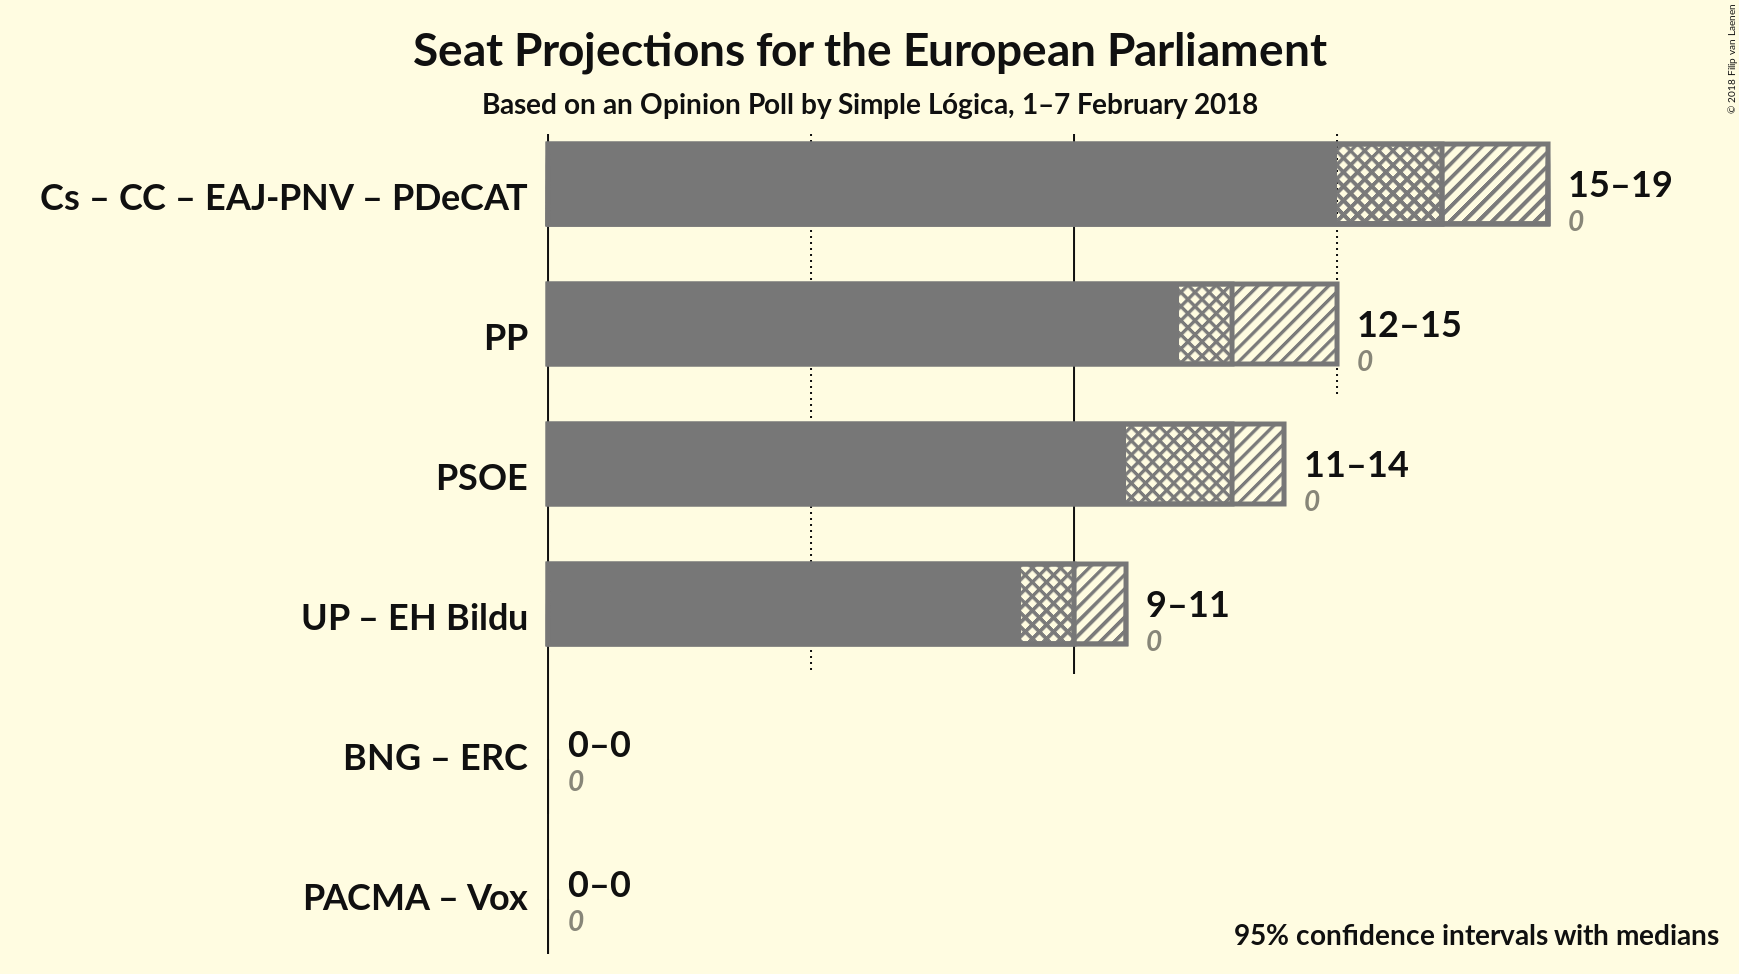 Seat Projections for the European Parliament
Based on an Opinion Poll by Simple Lógica, 1–7 February 2018
© 2018 Filip van Laenen
Cs – CC – EAJ-PNV – PDeCAT
15–19
0
PP
12–15
0
PSOE
11–14
0
UP – EH Bildu
9–11
0
BNG – ERC
0–0
0
PACMA – Vox
0–0
0
95% confidence intervals with medians